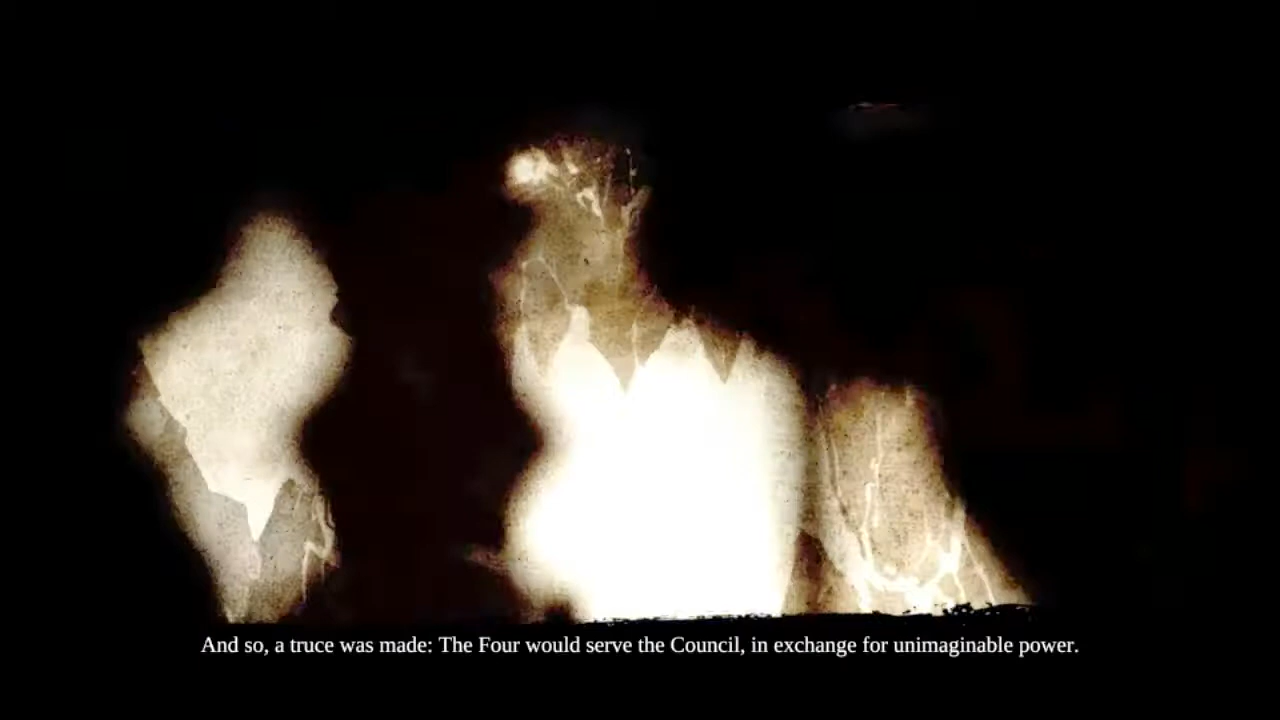 And so, a truce was made: The Four would serve the Council, in exchange for unimaginable power.